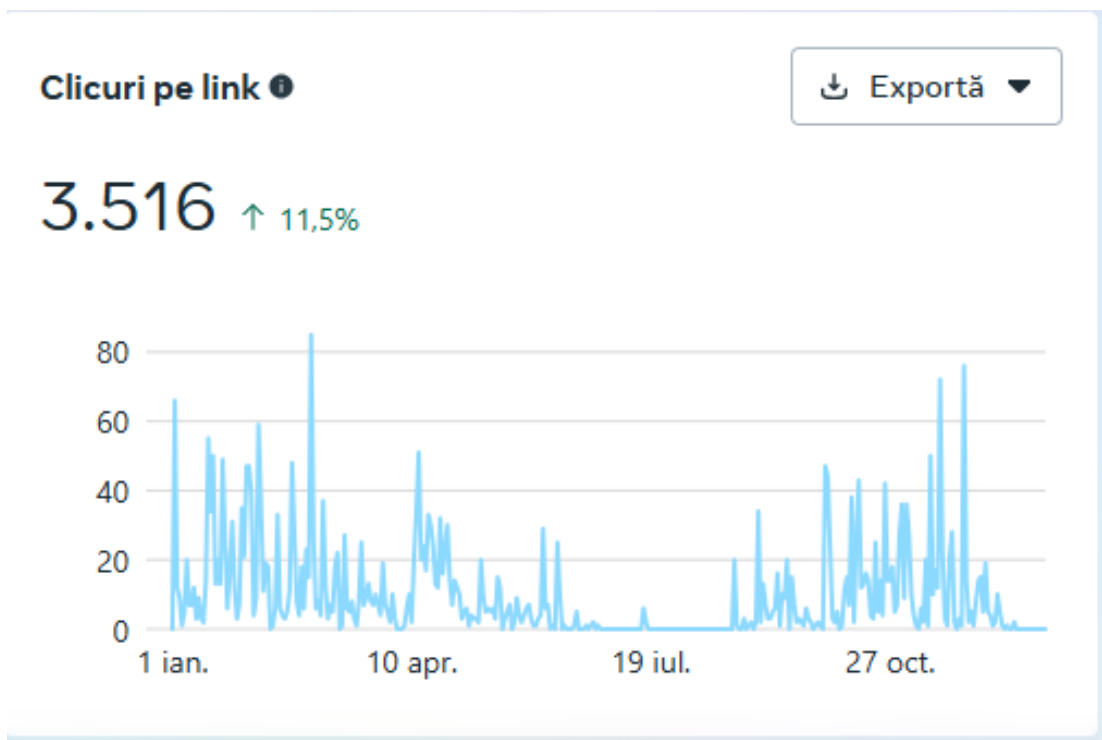 Clicuri pe link
Exportă
3.516 ↑ 11,5%
80
60
40
20
0
1 ian. 10 apr. 19 iul. 27 oct.